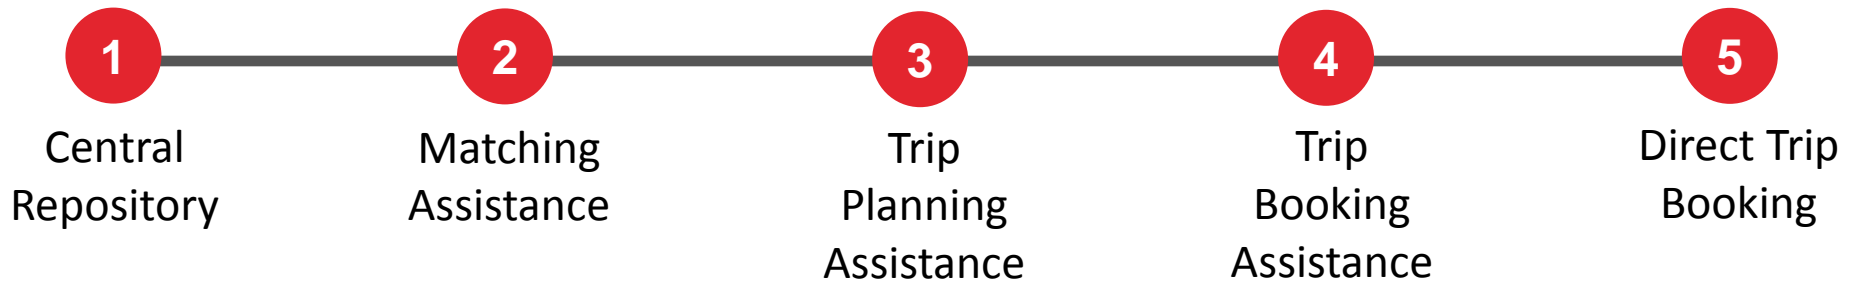 1
Central
Repository
2
Matching
Assistance
3
Trip
Planning
Assistance
4
Trip
Booking
Assistance
5
Direct Trip
Booking